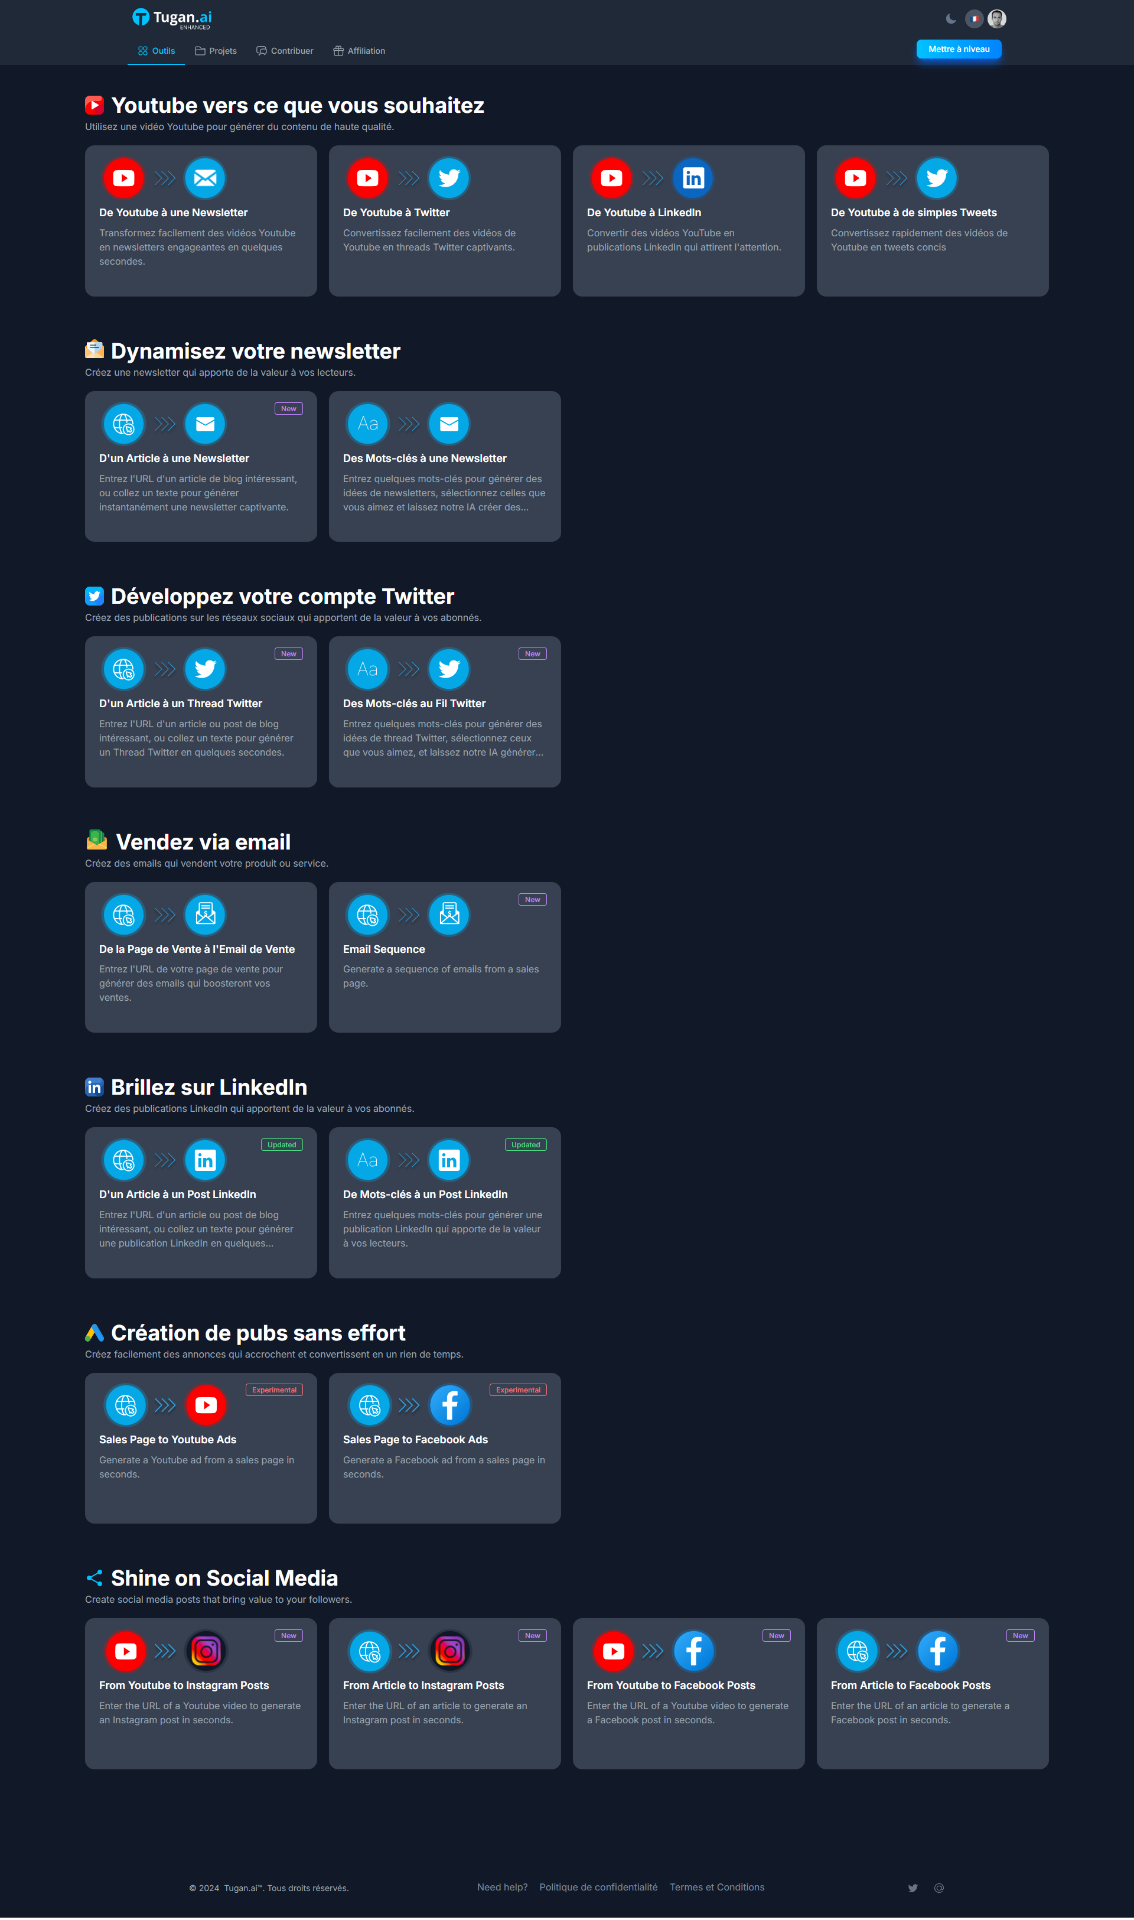 Tugan.ai
ENHANCED
Outils
Projets
Contribuer
Affiliation
Mettre à niveau
Youtube vers ce que vous souhaitez
Utilisez une vidéo Youtube pour générer du contenu de haute qualité.
De Youtube à une Newsletter
Transformez facilement des vidéos Youtube
en newsletters engageantes en quelques
secondes.
De Youtube à Twitter
Convertissez facilement des vidéos de
Youtube en threads Twitter captivants.
De Youtube à LinkedIn
Convertir des vidéos YouTube en
publications LinkedIn qui attirent l'attention.
De Youtube à de simples Tweets
Convertissez rapidement des vidéos de
Youtube en tweets concis
Dynamisez votre newsletter
Créez une newsletter qui apporte de la valeur à vos lecteurs.
New
D'un Article à une Newsletter
Entrez l'URL d'un article de blog intéressant,
ou collez un texte pour générer
instantanément une newsletter captivante.
Aa
Des Mots-clés à une Newsletter
Entrez quelques mots-clés pour générer des
idées de newsletters, sélectionnez celles que
vous aimez et laissez notre IA créer des...
Développez votre compte Twitter
Créez des publications sur les réseaux sociaux qui apportent de la valeur à vos abonnés.
New
D'un Article à un Thread Twitter
Entrez l'URL d'un article ou post de blog
intéressant, ou collez un texte pour générer
un Thread Twitter en quelques secondes.
Aa
New
Des Mots-clés au Fil Twitter
Entrez quelques mots-clés pour générer des
idées de thread Twitter, sélectionnez ceux
que vous aimez, et laissez notre IA générer...
Vendez via email
Créez des emails qui vendent votre produit ou service.
De la Page de Vente à l'Email de Vente
Entrez l'URL de votre page de vente pour
générer des emails qui boosteront vos
ventes.
New
Email Sequence
Generate a sequence of emails from a sales
page.
in Brillez sur LinkedIn
Créez des publications LinkedIn qui apportent de la valeur à vos abonnés.
Updated
D'un Article à un Post LinkedIn
Entrez l'URL d'un article ou post de blog
intéressant, ou collez un texte pour générer
une publication LinkedIn en quelques...
Aa
Updated
De Mots-clés à un Post LinkedIn
Entrez quelques mots-clés pour générer une
publication LinkedIn qui apporte de la valeur
à vos lecteurs.
Création de pubs sans effort
Créez facilement des annonces qui accrochent et convertissent en un rien de temps.
Experimental
Sales Page to Youtube Ads
Generate a Youtube ad from a sales page in
seconds.
Experimental
Sales Page to Facebook Ads
Generate a Facebook ad from a sales page in
seconds.
Shine on Social Media
Create social media posts that bring value to your followers.
New
From Youtube to Instagram Posts
Enter the URL of a Youtube video to generate
an Instagram post in seconds.
New
From Article to Instagram Posts
Enter the URL of an article to generate an
Instagram post in seconds.
New
From Youtube to Facebook Posts
Enter the URL of a Youtube video to generate
a Facebook post in seconds.
New
From Article to Facebook Posts
Enter the URL of an article to generate a
Facebook post in seconds.
© 2024 Tugan.ai™. Tous droits réservés.
Need help?
Politique de confidentialité
Termes et Conditions